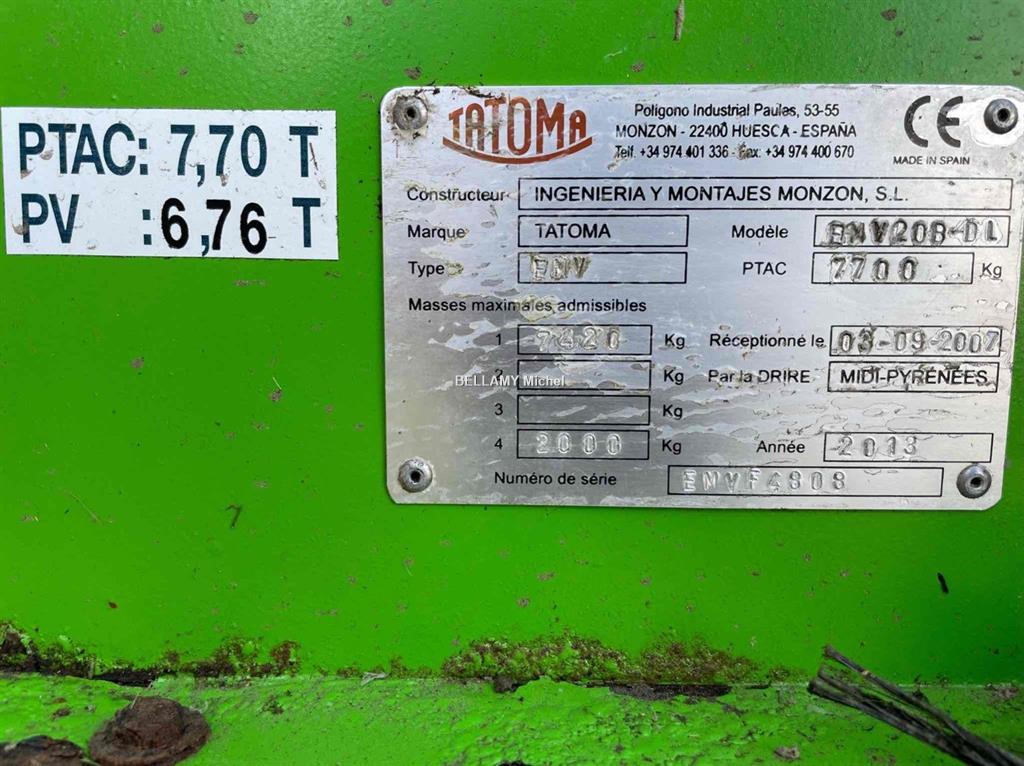 PTAC: 7,70 T
PV : 6,76 T
TATOMA
Polígono Industrial Paulas, 53-55
MONZON - 22400 HUESCA - ESPAÑA
Telf. +34 974 401 336 - Fax: +34 974 400 670
CE
MADE IN SPAIN
Constructeur INGENIERIA Y MONTAJES MONZON, S.L.
Marque TATOMA Modèle EMV20B-DL
Type EMV PTAC 7700 Kg
Masses maximales admissibles
1 7420 Kg Réceptionné le 03-09-2007
2 Kg Par la DRIRE MIDI-PYRENEES
BELLAMY Michel
3 Kg
4 2000 Kg Année 2013
Numéro de série EMVF4808